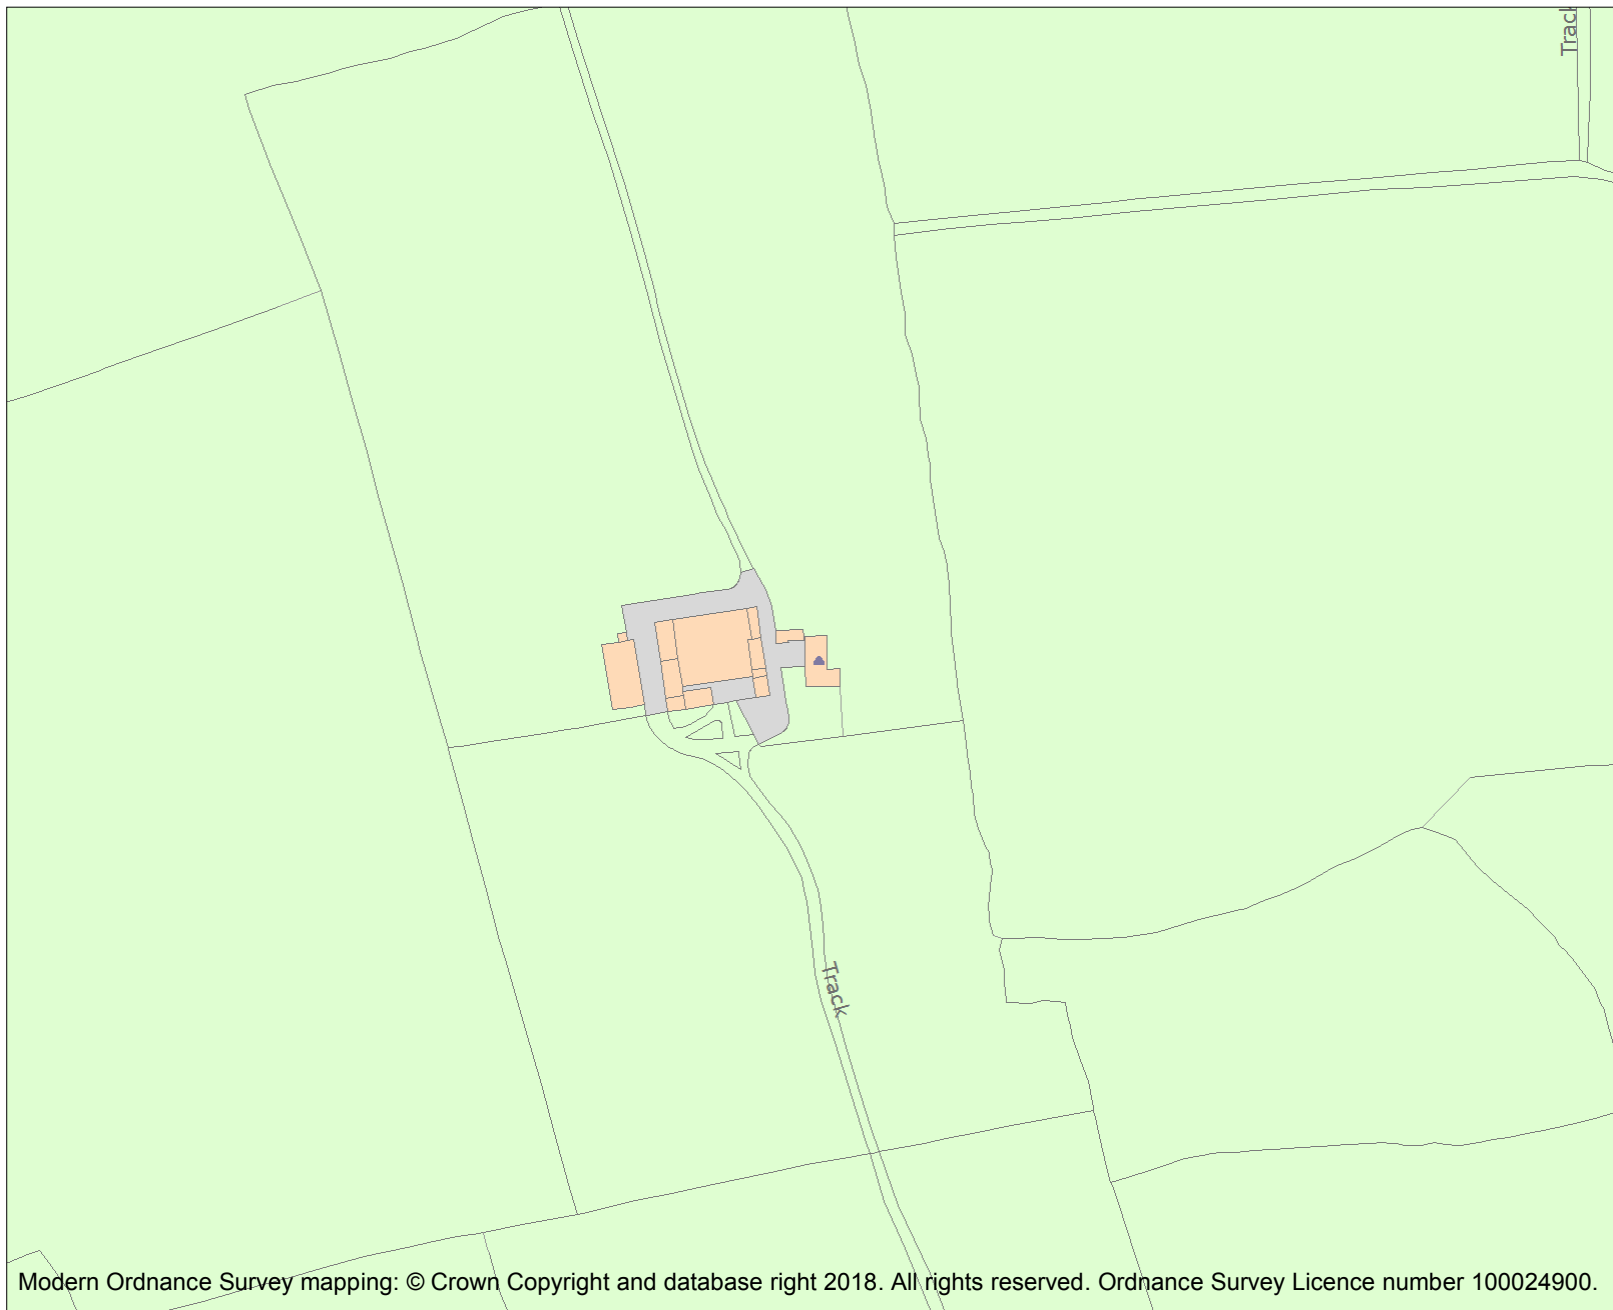 Track
Track
Modern Ordnance Survey mapping: © Crown Copyright and database right 2018. All rights reserved. Ordnance Survey Licence number 100024900.